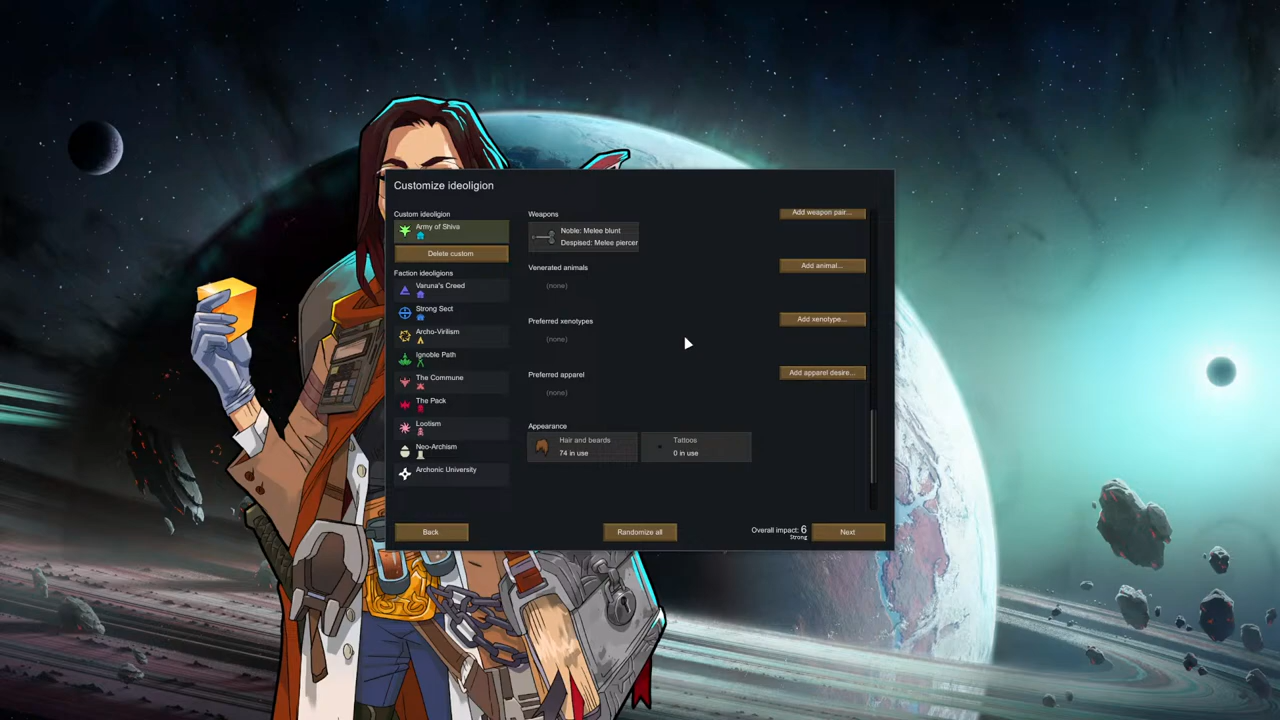 Customize ideoligion
Custom ideoligion
Army of Shiva
Delete custom
Faction ideoligions
Varuna's Creed
Strong Sect
Archo-Virilism
Ignoble Path
The Commune
The Pack
Lootism
Neo-Archism
Archonic University
Weapons
Add weapon pair...
Noble: Melee blunt
Despised: Melee piercer
Venerated animals
Add animal...
(none)
Preferred xenotypes
Add xenotype...
(none)
Preferred apparel
Add apparel desire...
(none)
Appearance
Hair and beards
74 in use
Tattoos
0 in use
Back
Randomize all
Overall impact: 6
Strong
Next